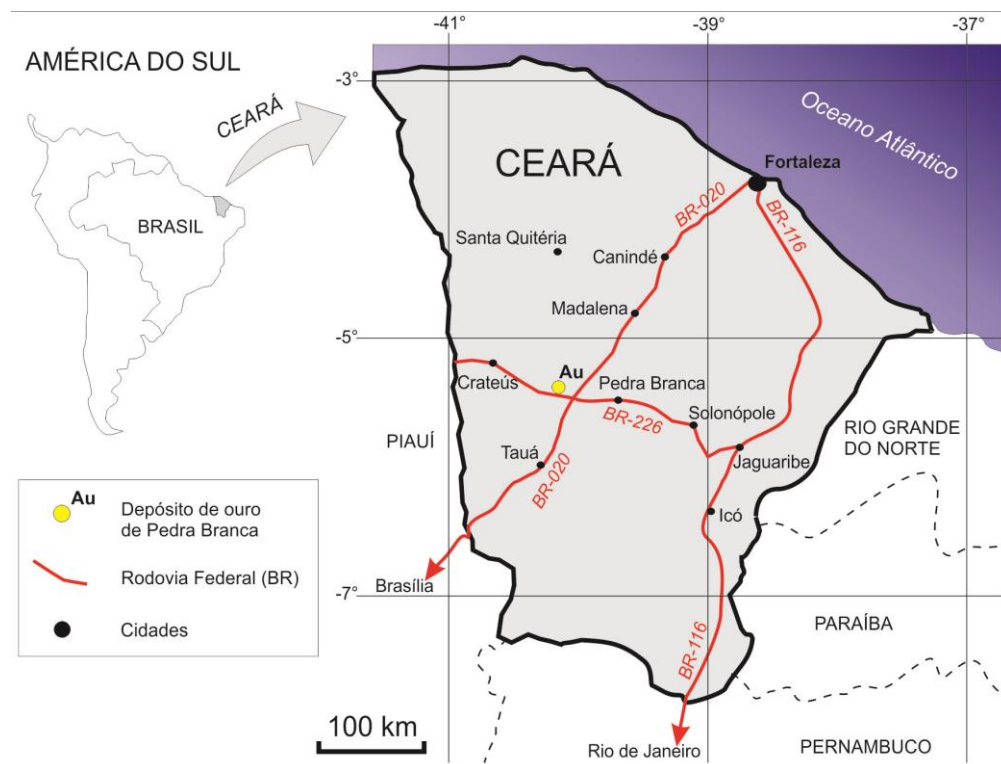 -41°
-39°
-37°
AMÉRICA DO SUL
-3°
CEARÁ
Oceano Atlântico
CEARÁ
Fortaleza
BR-020
BR-116
BRASIL
Santa Quitéria
Canindé
Madalena
-5°
Au
Crateús
Pedra Branca
BR-226
Solonópole
PIAUÍ
RIO GRANDE
DO NORTE
Tauá
Jaguaribe
BR-020
Au
Depósito de ouro
de Pedra Branca
Icó
Rodovia Federal (BR)
Brasília
-7°
Cidades
PARAÍBA
BR-116
100 km
Rio de Janeiro
PERNAMBUCO